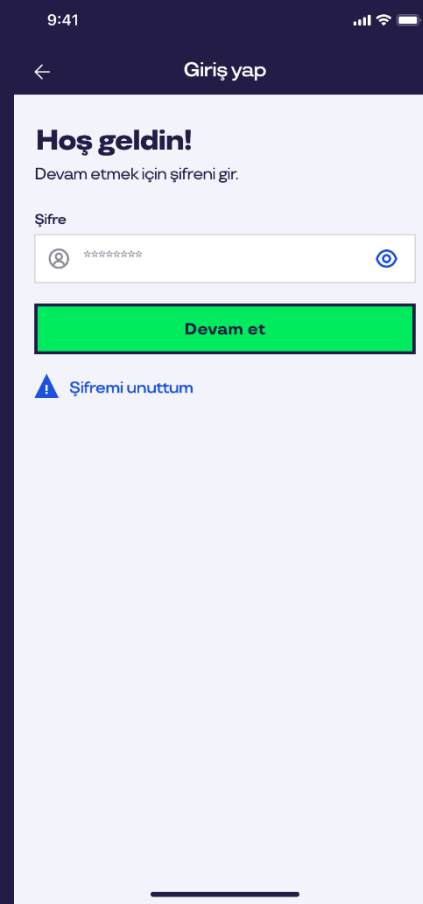 9:41
Giriş yap
Hoş geldin!
Devam etmek için şifreni gir.
Şifre
********
Devam et
Şifremi unuttum